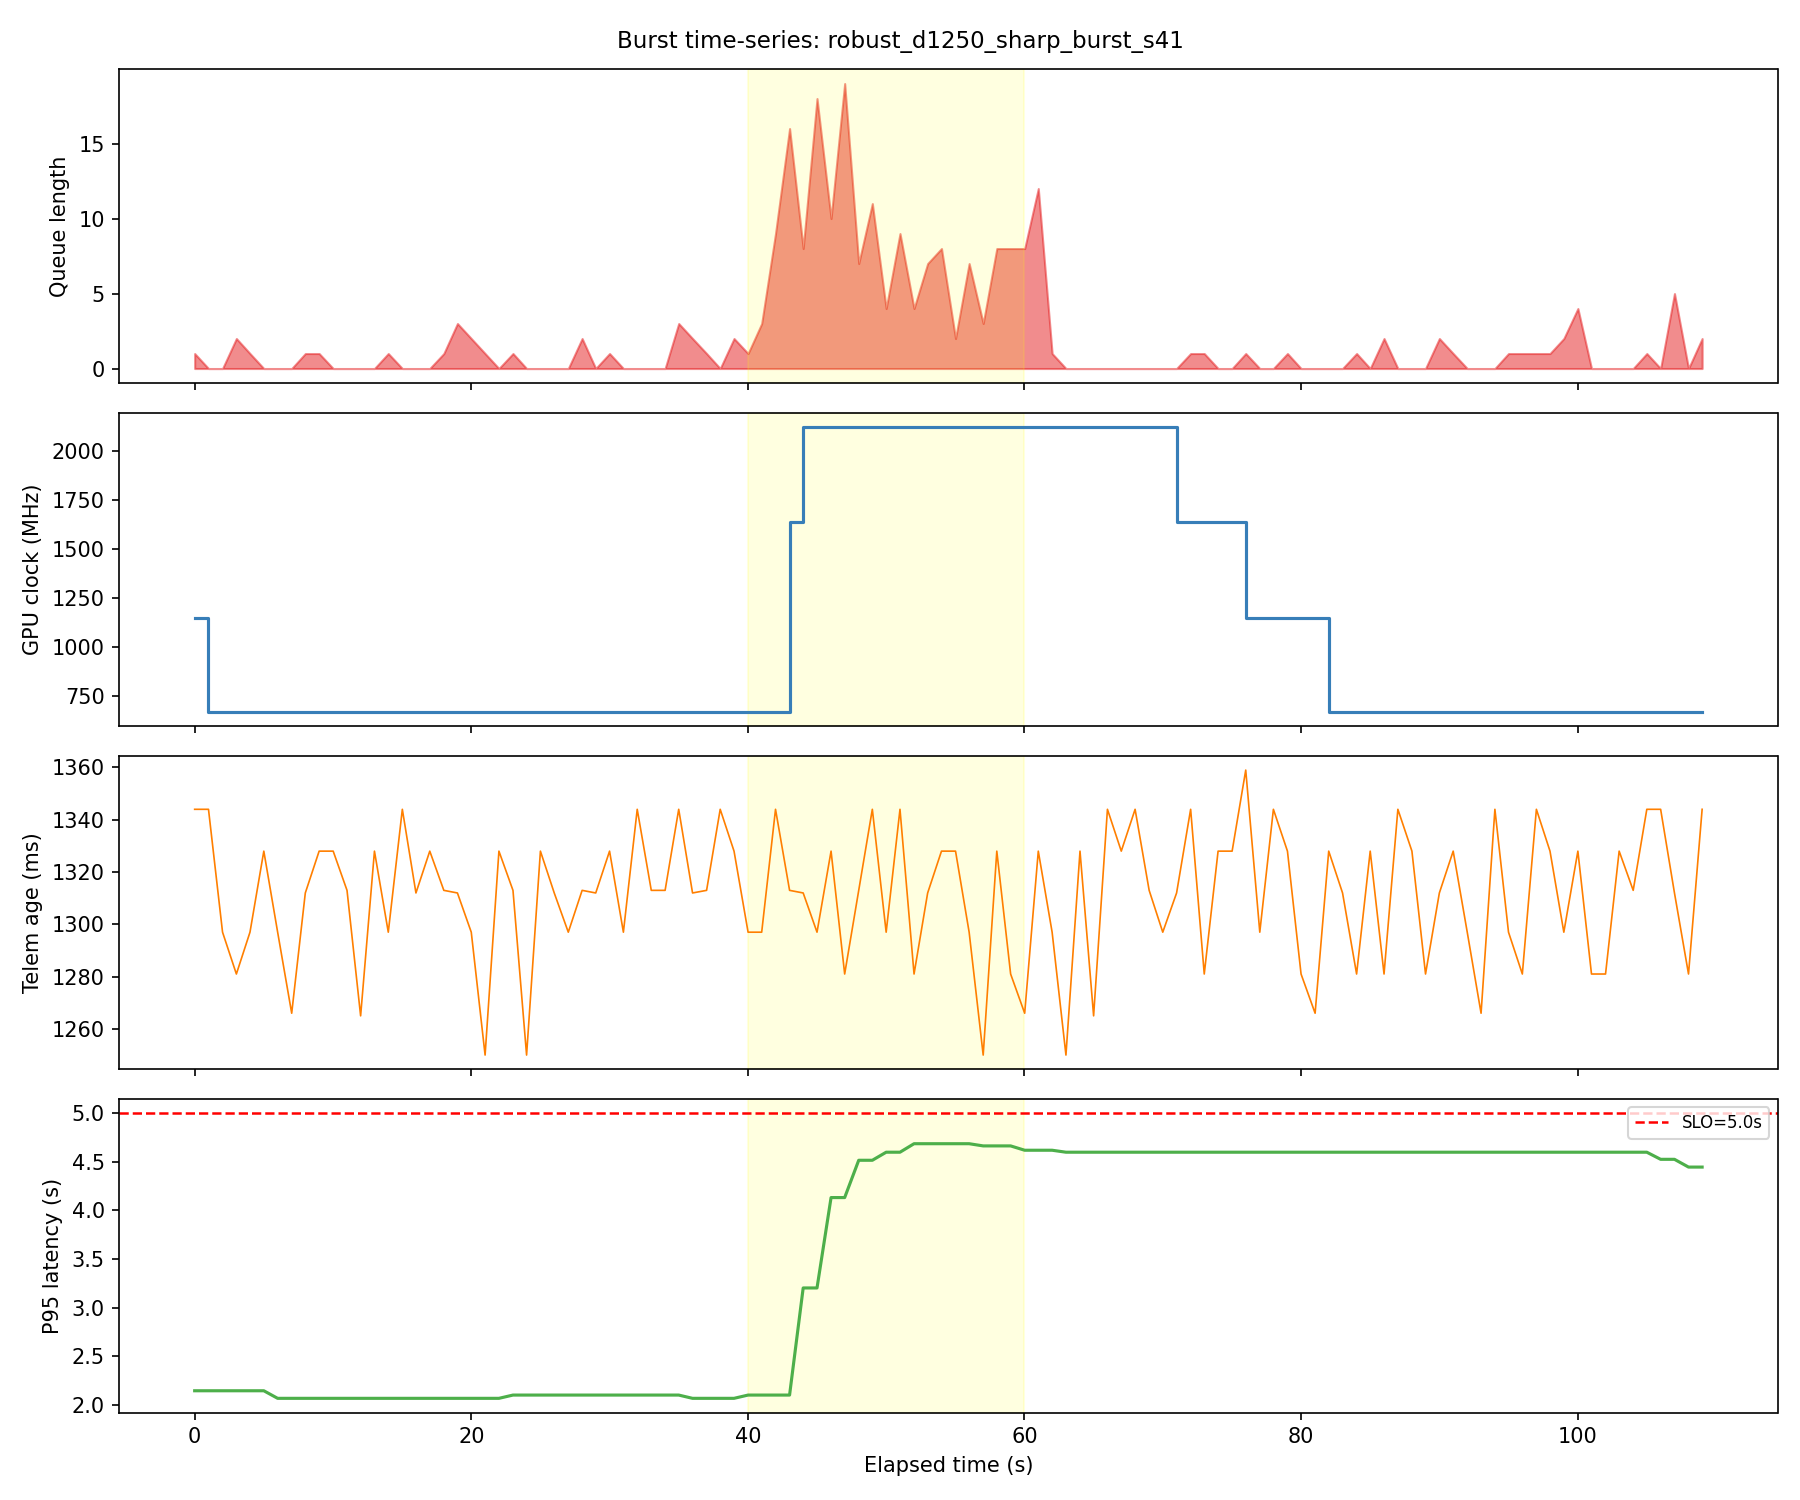 Burst time-series: robust_d1250_sharp_burst_s41
Queue length
15
10
5
0
GPU clock (MHz)
2000
1750
1500
1250
1000
750
Telem age (ms)
1360
1340
1320
1300
1280
1260
P95 latency (s)
5.0
4.5
4.0
3.5
3.0
2.5
2.0
SLO=5.0s
0 20 40 60 80 100
Elapsed time (s)